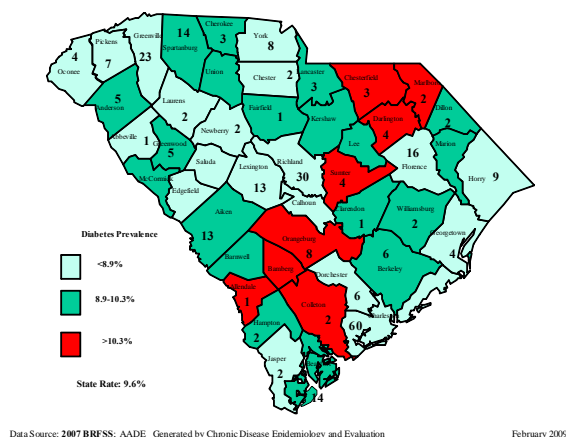 Cherokee
3
Greenville
23
14
Spartanburg
York
8
Pickens
7
4
Oconee
Union
Chester 2
Lancaster
3
Chesterfield
3
Marlboro
2
5
Anderson
Laurens
2
Fairfield
1
Kershaw
Darlington
4
Dillon
2
Newberry 2
Abbeville
1
Greenwood
5
Lee
Marion
16
Florence
Saluda
Lexington
13
Richland
30
Sumter
4
Horry 9
McCormick
Edgefield
Calhoun
Aiken
13
Clarendon
1
Williamsburg
2
Georgetown
4
Orangeburg
8
6
Berkeley
Barnwell
Bamberg
Dorchester
6
Allendale
1
Colleton
2
60
Hampton
2
Jasper
2
14
Diabetes Prevalence
<8.9%
8.9-10.3%
>10.3%
State Rate: 9.6%
Data Source: 2007 BRFSS; AADE Generated by Chronic Disease Epidemiology and Evaluation
February 2009